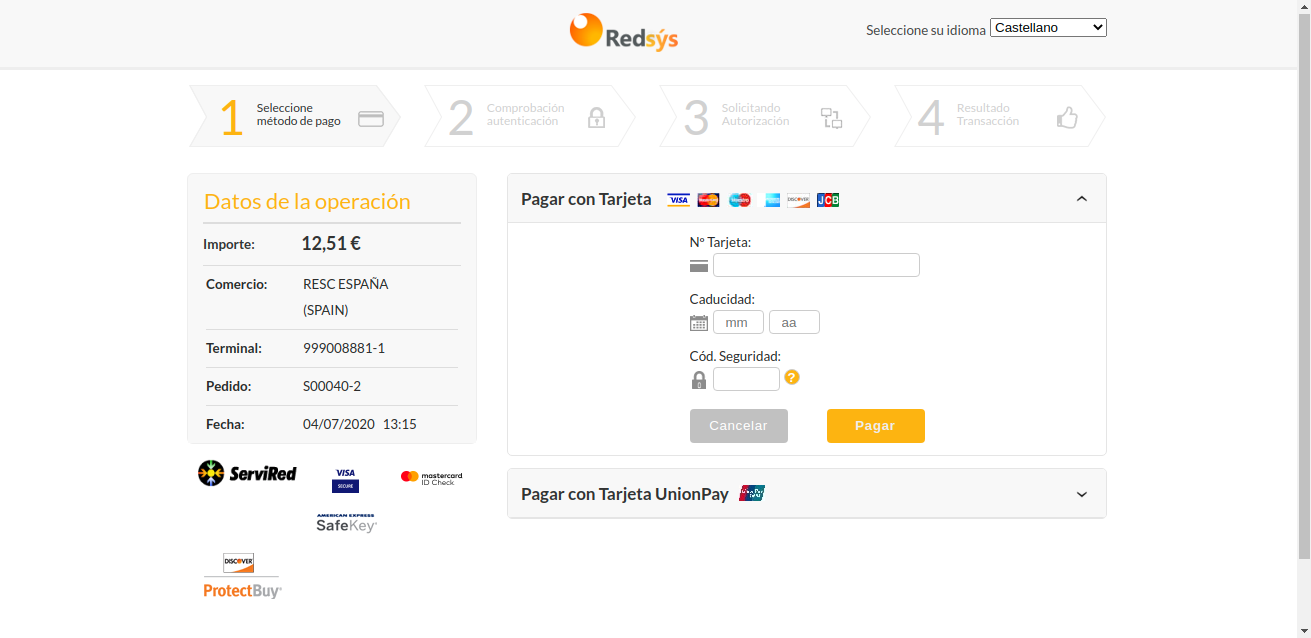 Redsýs
Seleccione su idioma Castellano
1 Seleccione
método de pago
2 Comprobación
autenticación
3 Solicitando
Autorización
4 Resultado
Transacción
Datos de la operación
Importe: 12,51 €
Comercio: RESC ESPAÑA
(SPAIN)
Terminal: 999008881-1
Pedido: S00040-2
Fecha: 04/07/2020 13:15
ServiRed
VISA
SECURE
mastercard
ID Check
AMERICAN EXPRESS
SafeKey
DISCOVER
ProtectBuy
Pagar con Tarjeta VISA MasterCard Maestro DISCOVER JCB
Nº Tarjeta:
Caducidad:
mm aa
Cód. Seguridad:
?
Cancelar Pagar
Pagar con Tarjeta UnionPay